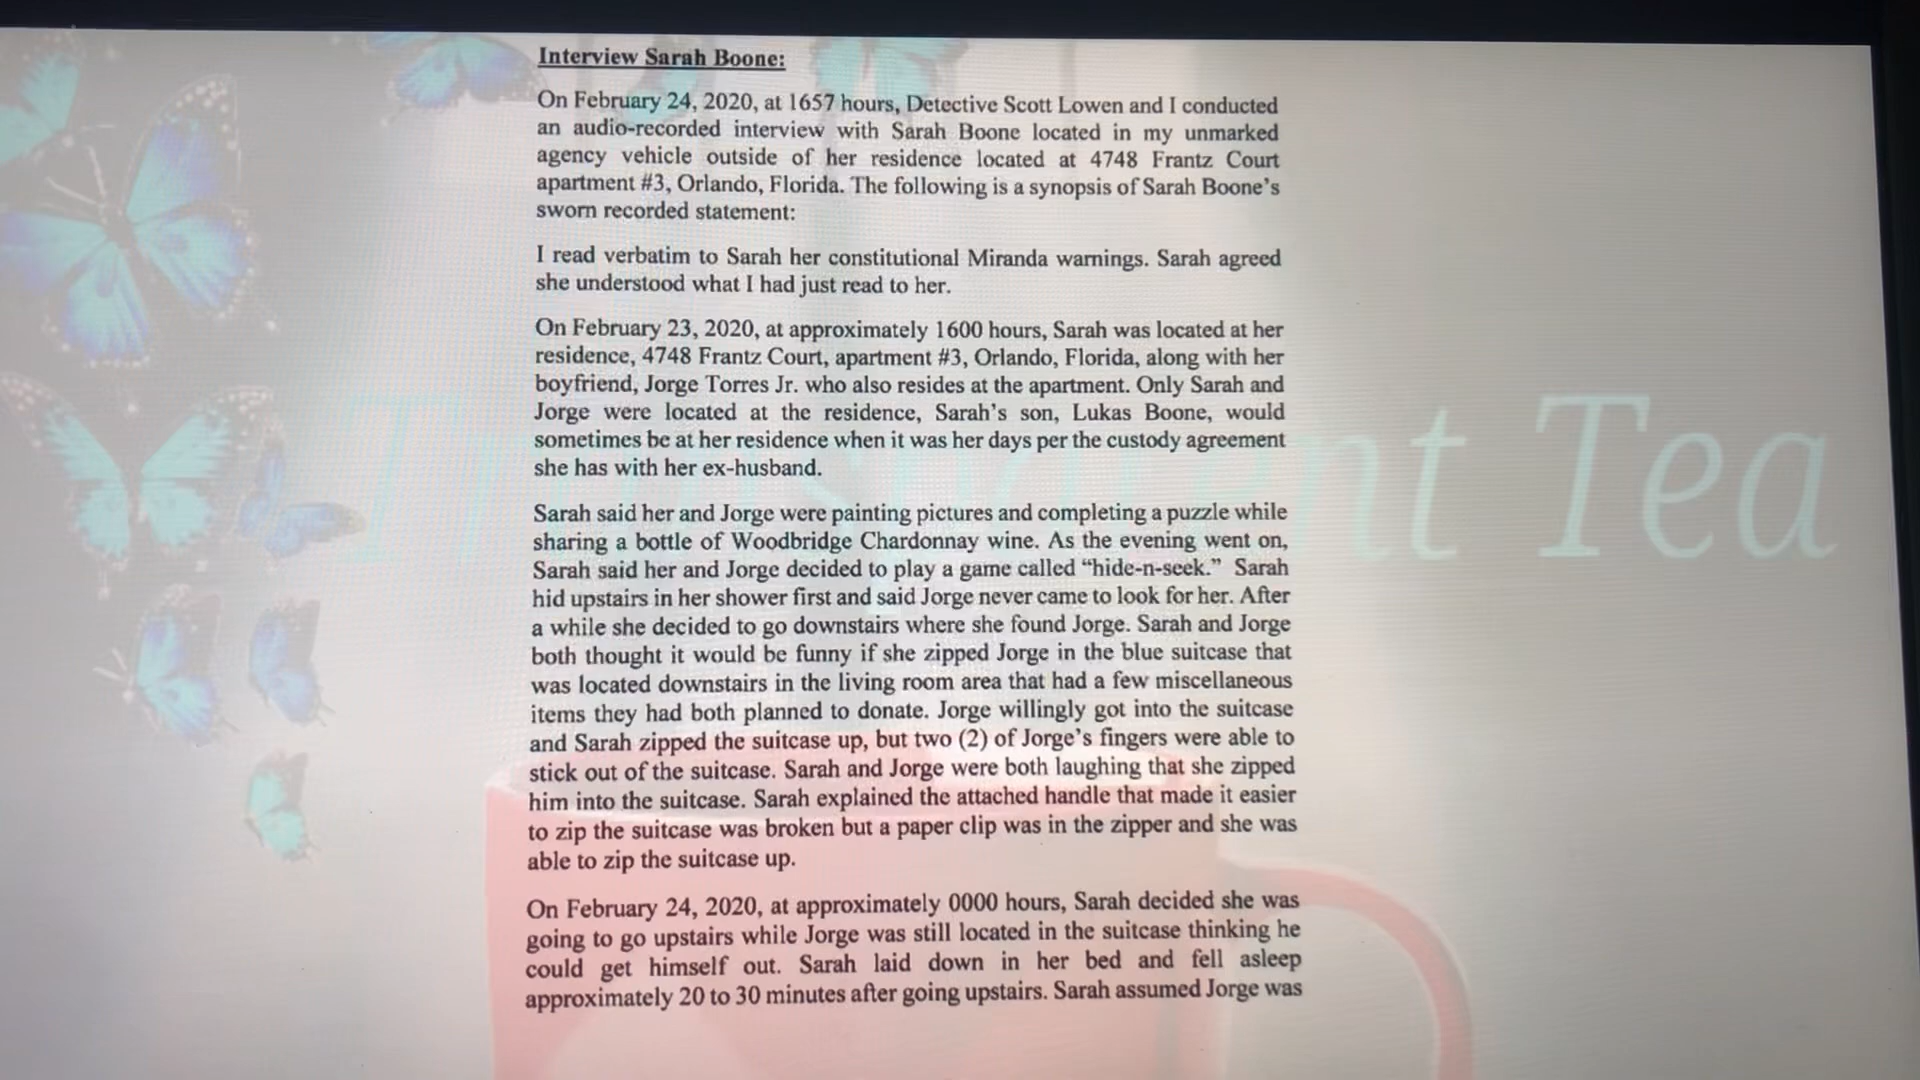 Interview Sarah Boone:
On February 24, 2020, at 1657 hours, Detective Scott Lowen and I conducted
an audio-recorded interview with Sarah Boone located in my unmarked
agency vehicle outside of her residence located at 4748 Frantz Court
apartment #3, Orlando, Florida. The following is a synopsis of Sarah Boone's
sworn recorded statement:
I read verbatim to Sarah her constitutional Miranda warnings. Sarah agreed
she understood what I had just read to her.
On February 23, 2020, at approximately 1600 hours, Sarah was located at her
residence, 4748 Frantz Court, apartment #3, Orlando, Florida, along with her
boyfriend, Jorge Torres Jr. who also resides at the apartment. Only Sarah and
Jorge were located at the residence, Sarah's son, Lukas Boone, would
sometimes be at her residence when it was her days per the custody agreement
she has with her ex-husband.
Sarah said her and Jorge were painting pictures and completing a puzzle while
sharing a bottle of Woodbridge Chardonnay wine. As the evening went on,
Sarah said her and Jorge decided to play a game called “hide-n-seek.” Sarah
hid upstairs in her shower first and said Jorge never came to look for her. After
a while she decided to go downstairs where she found Jorge. Sarah and Jorge
both thought it would be funny if she zipped Jorge in the blue suitcase that
was located downstairs in the living room area that had a few miscellaneous
items they had both planned to donate. Jorge willingly got into the suitcase
and Sarah zipped the suitcase up, but two (2) of Jorge's fingers were able to
stick out of the suitcase. Sarah and Jorge were both laughing that she zipped
him into the suitcase. Sarah explained the attached handle that made it easier
to zip the suitcase was broken but a paper clip was in the zipper and she was
able to zip the suitcase up.
On February 24, 2020, at approximately 0000 hours, Sarah decided she was
going to go upstairs while Jorge was still located in the suitcase thinking he
could get himself out. Sarah laid down in her bed and fell asleep
approximately 20 to 30 minutes after going upstairs. Sarah assumed Jorge was
Tea